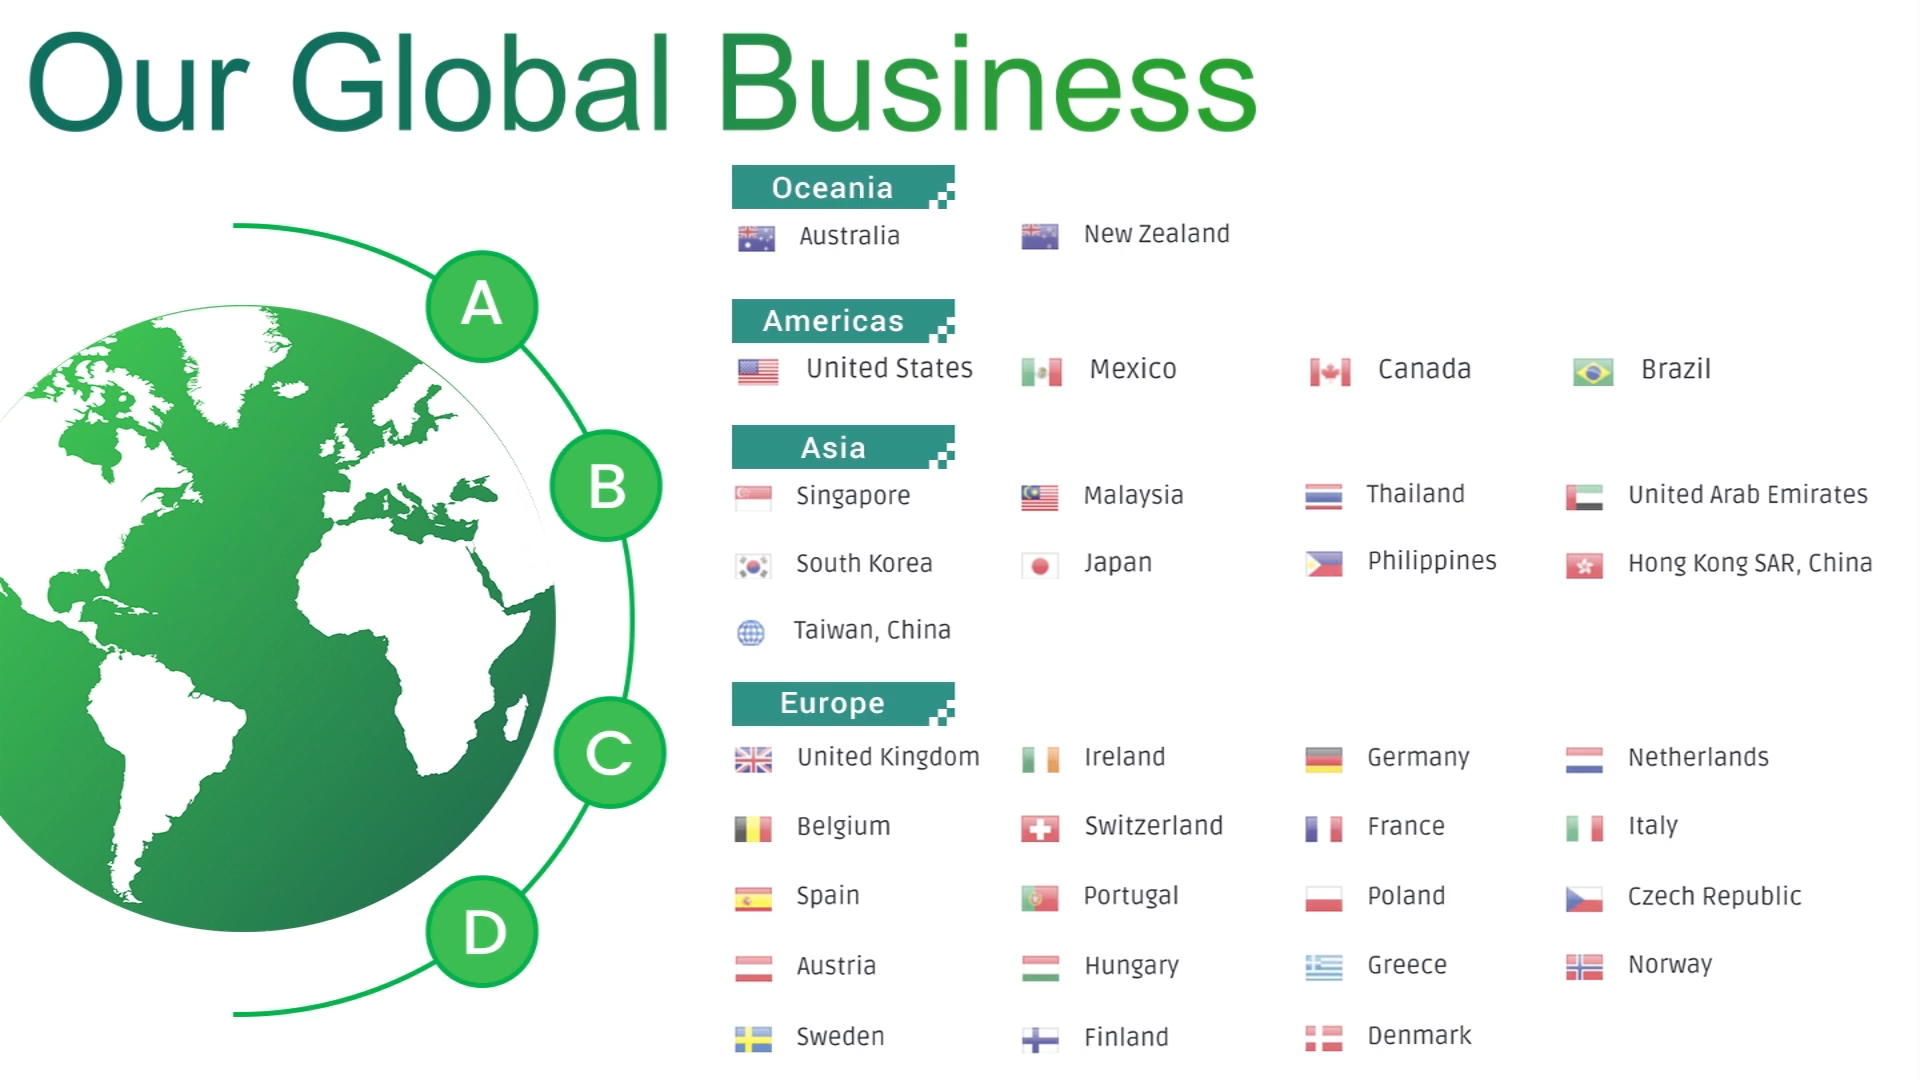 Our Global Business
A
B
C
D
Oceania
Australia New Zealand
Americas
United States Mexico Canada Brazil
Asia
Singapore Malaysia Thailand United Arab Emirates
South Korea Japan Philippines Hong Kong SAR, China
Taiwan, China
Europe
United Kingdom Ireland Germany Netherlands
Belgium Switzerland France Italy
Spain Portugal Poland Czech Republic
Austria Hungary Greece Norway
Sweden Finland Denmark